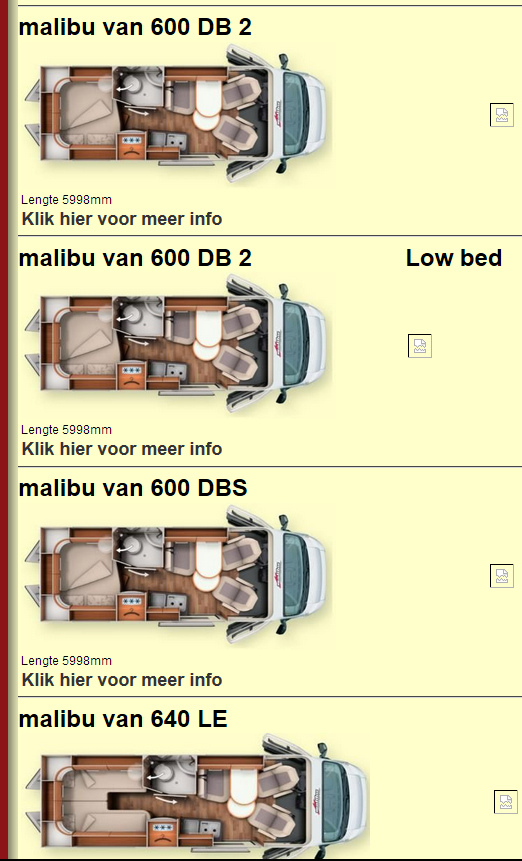 malibu van 600 DB 2
Lengte 5998mm
Klik hier voor meer info
malibu van 600 DB 2 Low bed
Lengte 5998mm
Klik hier voor meer info
malibu van 600 DBS
Lengte 5998mm
Klik hier voor meer info
malibu van 640 LE